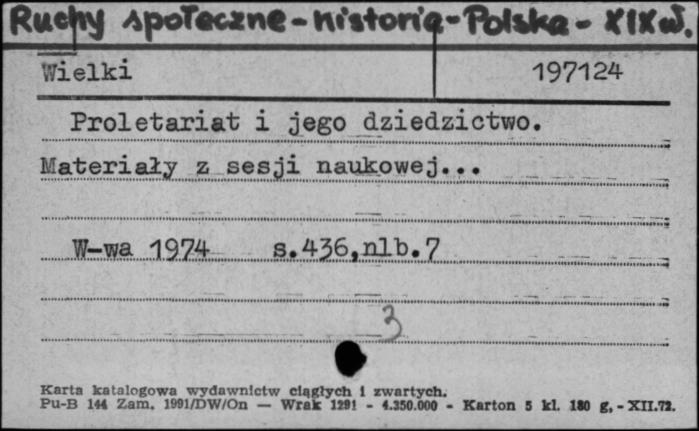 Ruchy społeczne - historia - Polska - XIX w.
Wielki 197124
Proletariat i jego dziedzictwo.
Materiały z sesji naukowej...
W-wa 1974 s.436,nlb.7
3
Karta katalogowa wydawnictw ciągłych i zwartych.
Pu-B 144 Zam. 1991/DW/On — Wrak 1291 - 4.350.000 - Karton 5 kl. 180 g. - XII.72.